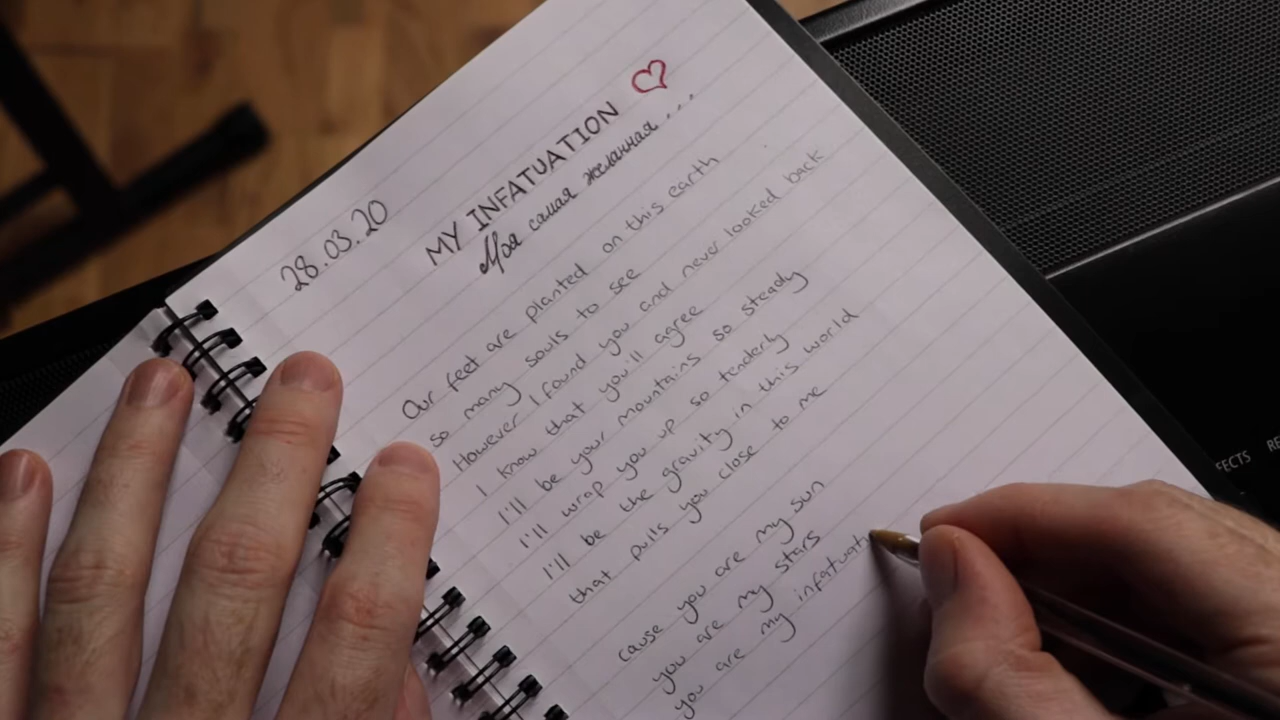 28.03.20
MY INFATUATION ♡
Моя самая желанная ...
Our feet are planted on this earth
so many souls to see
However I found you and never looked back
I know that you'll agree
I'll be your mountains so steady
I'll wrap you up so tenderly
I'll be the gravity in this world
that pulls you close to me
cause you are my sun
you are my stars
you are my infatuati
FECTS
RE